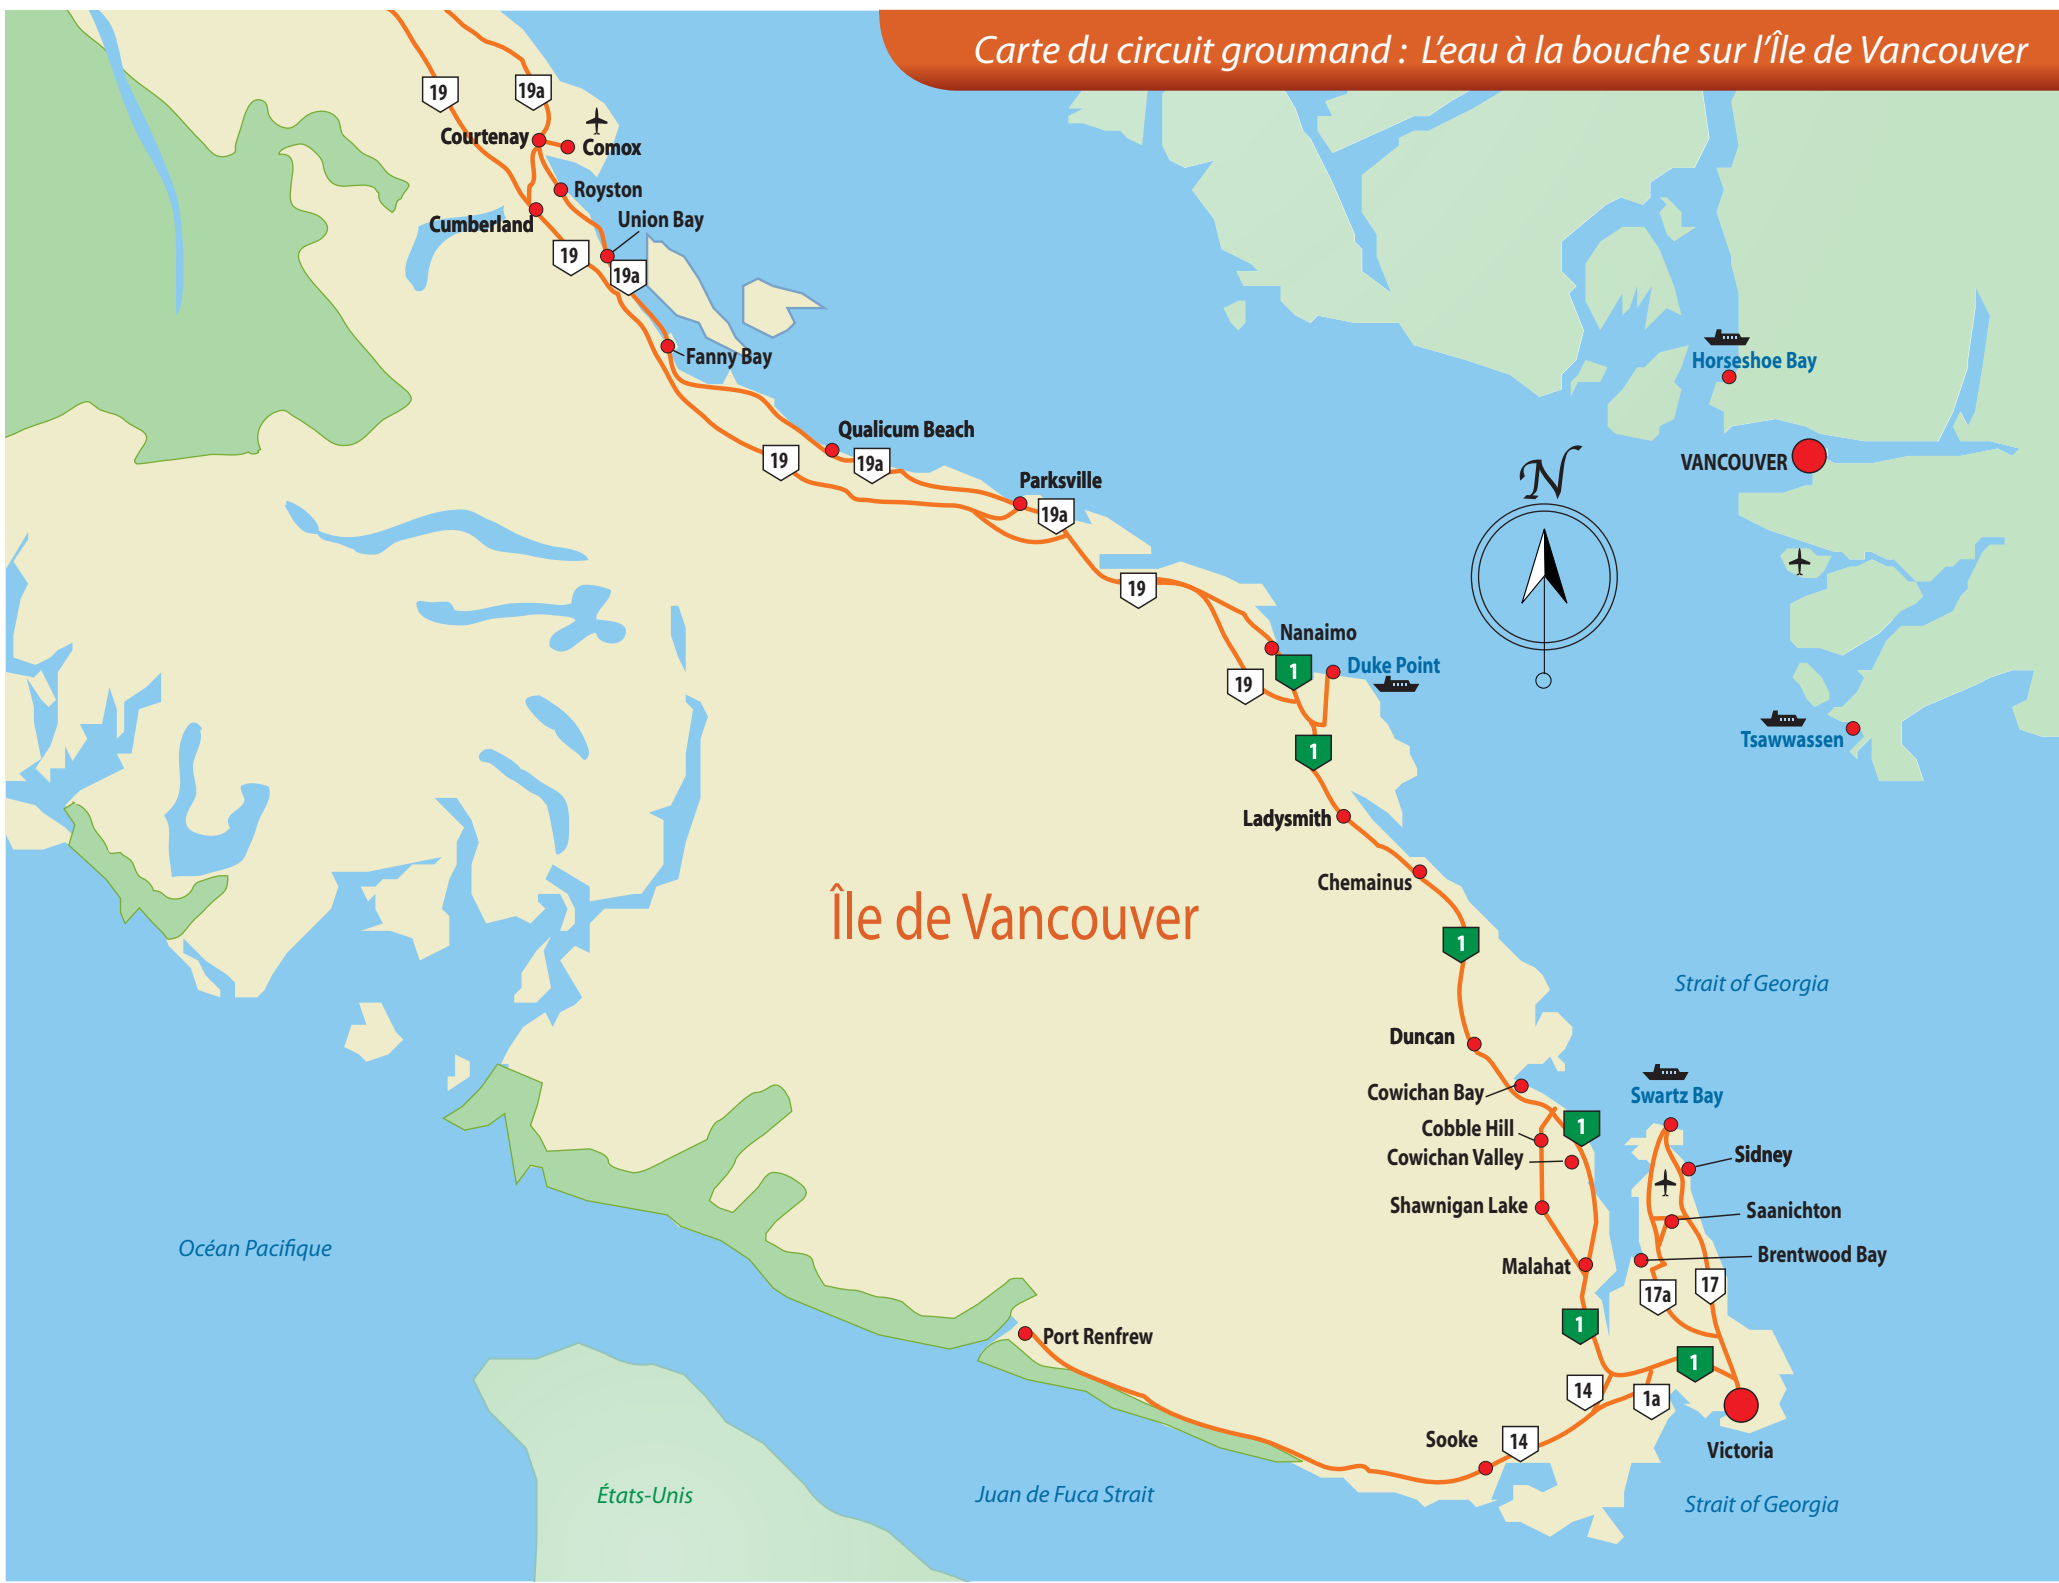 Carte du circuit groumand : L'eau à la bouche sur l'Île de Vancouver
19
19a
Courtenay
Comox
Royston
Union Bay
Cumberland
19
19a
Fanny Bay
Horseshoe Bay
Qualicum Beach
19
19a
VANCOUVER
N
Parksville
19a
19
Nanaimo
1
Duke Point
19
Tsawwassen
1
Ladysmith
Chemainus
Île de Vancouver
1
Strait of Georgia
Duncan
Cowichan Bay
Swartz Bay
1
Cobble Hill
Cowichan Valley
Sidney
Shawnigan Lake
Saanichton
Océan Pacifique
Brentwood Bay
Malahat
17a
17
1
Port Renfrew
1
14
1a
Sooke
14
Victoria
États-Unis
Juan de Fuca Strait
Strait of Georgia